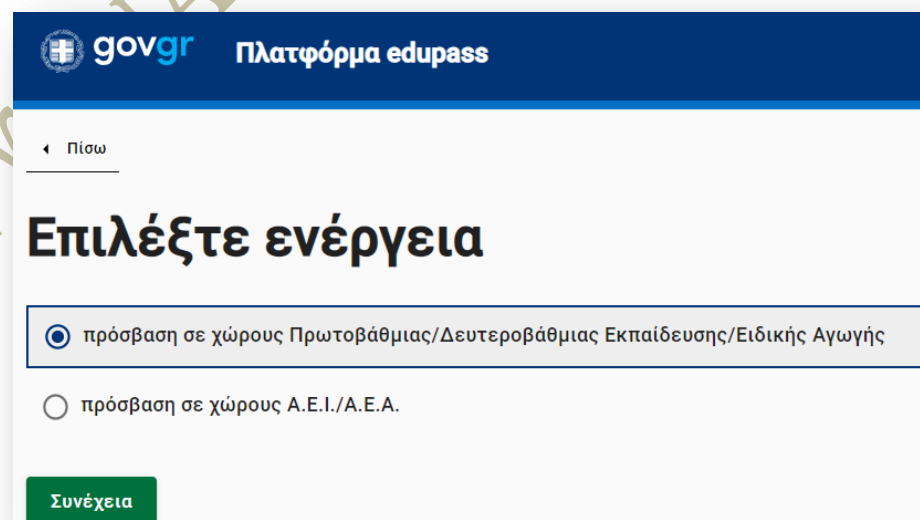 govgr Πλατφόρμα edupass
Πίσω
Επιλέξτε ενέργεια
πρόσβαση σε χώρους Πρωτοβάθμιας/Δευτεροβάθμιας Εκπαίδευσης/Ειδικής Αγωγής
πρόσβαση σε χώρους Α.Ε.Ι./Α.Ε.Α.
Συνέχεια